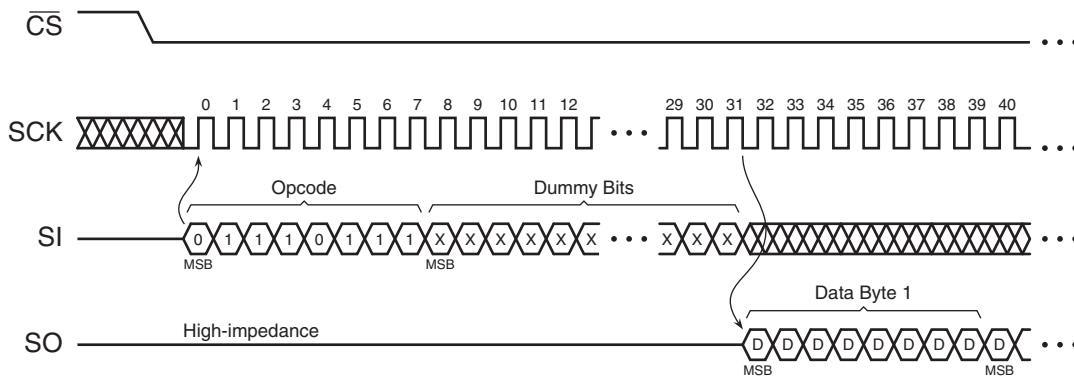 CS
0 1 2 3 4 5 6 7 8 9 10 11 12 29 30 31 32 33 34 35 36 37 38 39 40
SCK
Opcode Dummy Bits
SI 0 1 1 1 0 1 1 1 X X X X X X X X X
MSB MSB
Data Byte 1
High-impedance
SO D D D D D D D D D
MSB MSB